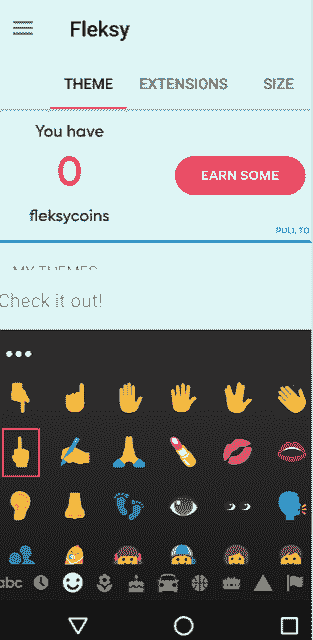 Fleksy
THEME EXTENSIONS SIZE
You have
0
EARN SOME
fleksycoins
PULL TO
MY THEMES
Check it out!
abc